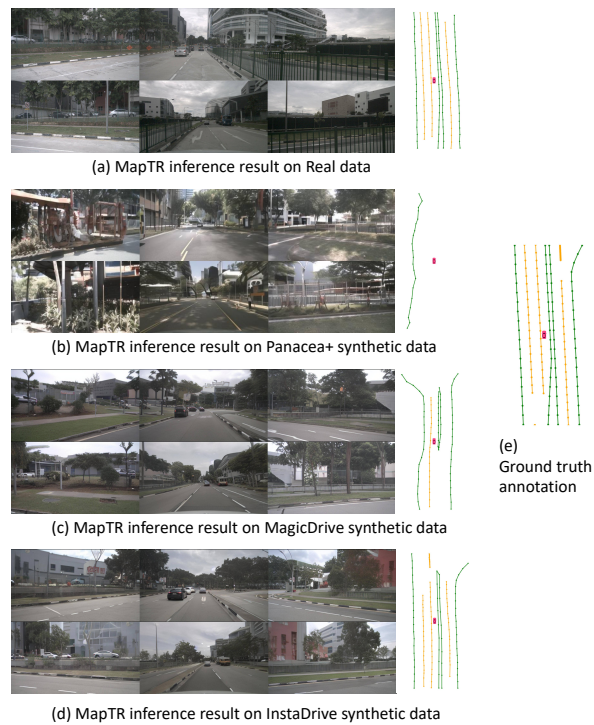 (a) MapTR inference result on Real data
(b) MapTR inference result on Panacea+ synthetic data
(c) MapTR inference result on MagicDrive synthetic data
(e)
Ground truth
annotation
(d) MapTR inference result on InstaDrive synthetic data